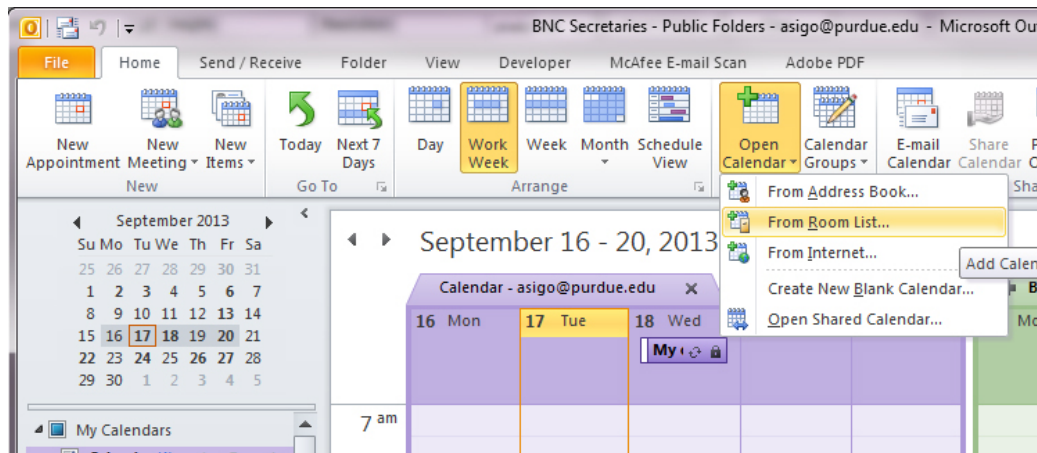 BNC Secretaries - Public Folders - asigo@purdue.edu - Microsoft Ou
File Home Send / Receive Folder View Developer McAfee E-mail Scan Adobe PDF
New Appointment
New Meeting
New Items
Today
Next 7 Days
Day
Work Week
Week
Month
Schedule View
Open Calendar
Calendar Groups
E-mail Calendar
Share Calendar
New
Go To
Arrange
Sha
From Address Book...
From Room List...
From Internet...
Create New Blank Calendar...
Open Shared Calendar...
Add Calen
September 2013
Su Mo Tu We Th Fr Sa
25 26 27 28 29 30 31
1 2 3 4 5 6 7
8 9 10 11 12 13 14
15 16 17 18 19 20 21
22 23 24 25 26 27 28
29 30 1 2 3 4 5
My Calendars
September 16 - 20, 2013
Calendar - asigo@purdue.edu
16 Mon 17 Tue 18 Wed
My
7 am
B
Mo